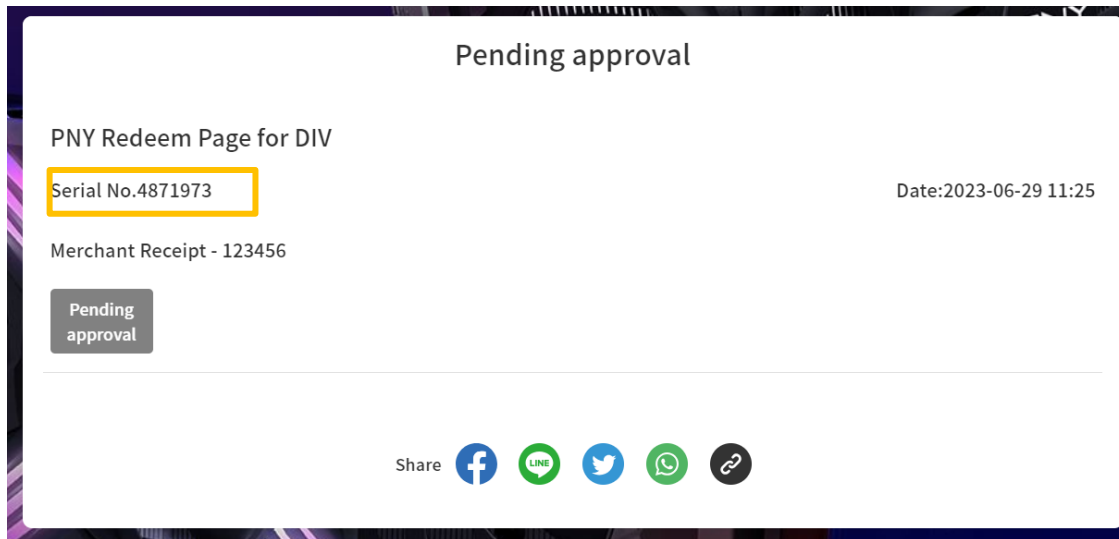 Pending approval
PNY Redeem Page for DIV
Serial No.4871973
Date:2023-06-29 11:25
Merchant Receipt - 123456
Pending
approval
Share
LINE